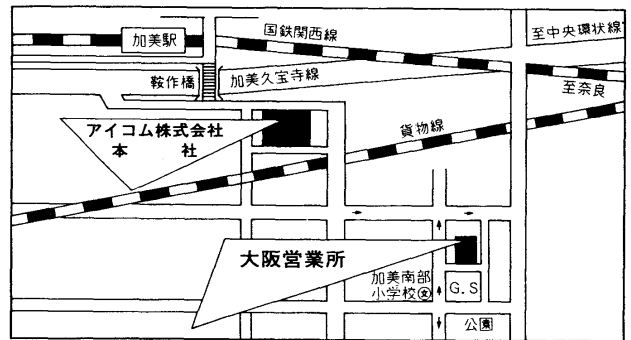 国鉄関西線
至中央環状線
加美駅
鞍作橋
加美久宝寺線
至奈良
アイコム株式会社
本 社
貨物線
大阪営業所
加美南部
小学校文
G.S
公園